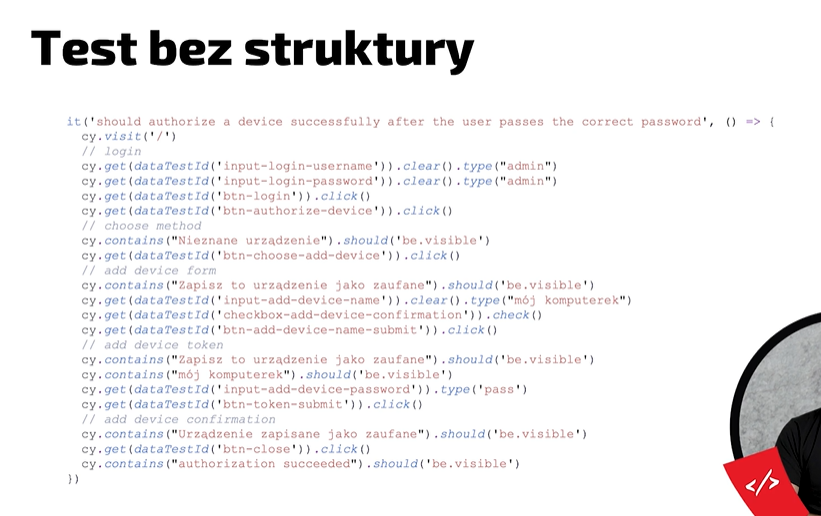 Test bez struktury
it('should authorize a device successfully after the user passes the correct password', () => {
cy.visit('/')
// login
cy.get(dataTestId('input-login-username')).clear().type("admin")
cy.get(dataTestId('input-login-password')).clear().type("admin")
cy.get(dataTestId('btn-login')).click()
cy.get(dataTestId('btn-authorize-device')).click()
// choose method
cy.contains("Nieznane urządzenie").should('be.visible')
cy.get(dataTestId('btn-choose-add-device')).click()
// add device form
cy.contains("Zapisz to urządzenie jako zaufane").should('be.visible')
cy.get(dataTestId('input-add-device-name')).clear().type("mój komputerek")
cy.get(dataTestId('checkbox-add-device-confirmation')).check()
cy.get(dataTestId('btn-add-device-name-submit')).click()
// add device token
cy.contains("Zapisz to urządzenie jako zaufane").should('be.visible')
cy.contains("mój komputerek").should('be.visible')
cy.get(dataTestId('input-add-device-password')).type('pass')
cy.get(dataTestId('btn-token-submit')).click()
// add device confirmation
cy.contains("Urządzenie zapisane jako zaufane").should('be.visible')
cy.get(dataTestId('btn-close')).click()
cy.contains("authorization succeeded").should('be.visible')
})
</>